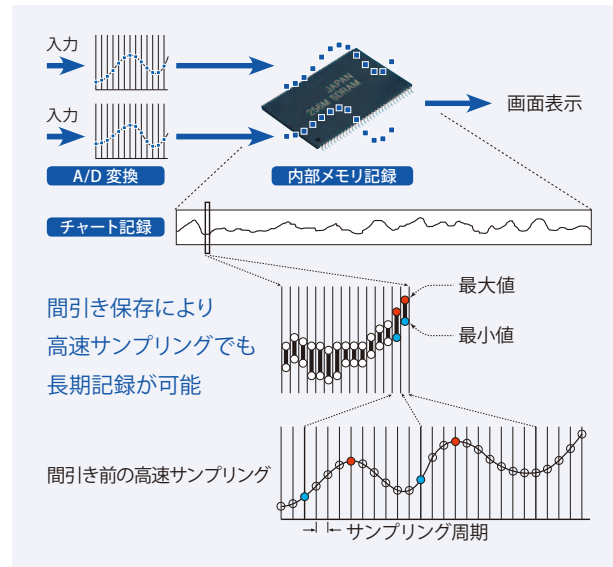 入力
入力
A/D 変換
JAPAN
256M SDRAM
内部メモリ記録
画面表示
チャート記録
間引き保存により
高速サンプリングでも
長期記録が可能
最大値
最小値
間引き前の高速サンプリング
サンプリング周期